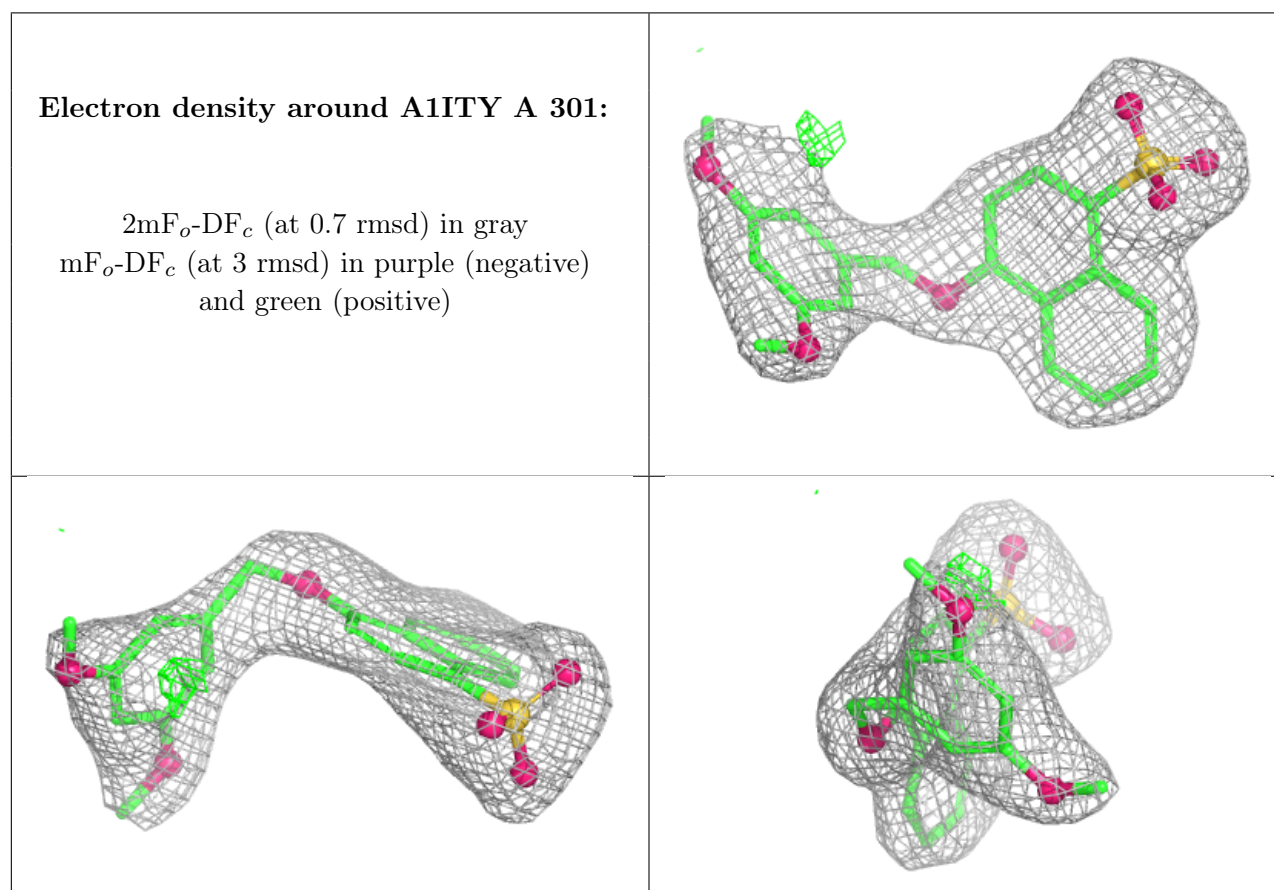 Electron density around A1ITY A 301:
2mFo-DFc (at 0.7 rmsd) in gray
mFo-DFc (at 3 rmsd) in purple (negative)
and green (positive)